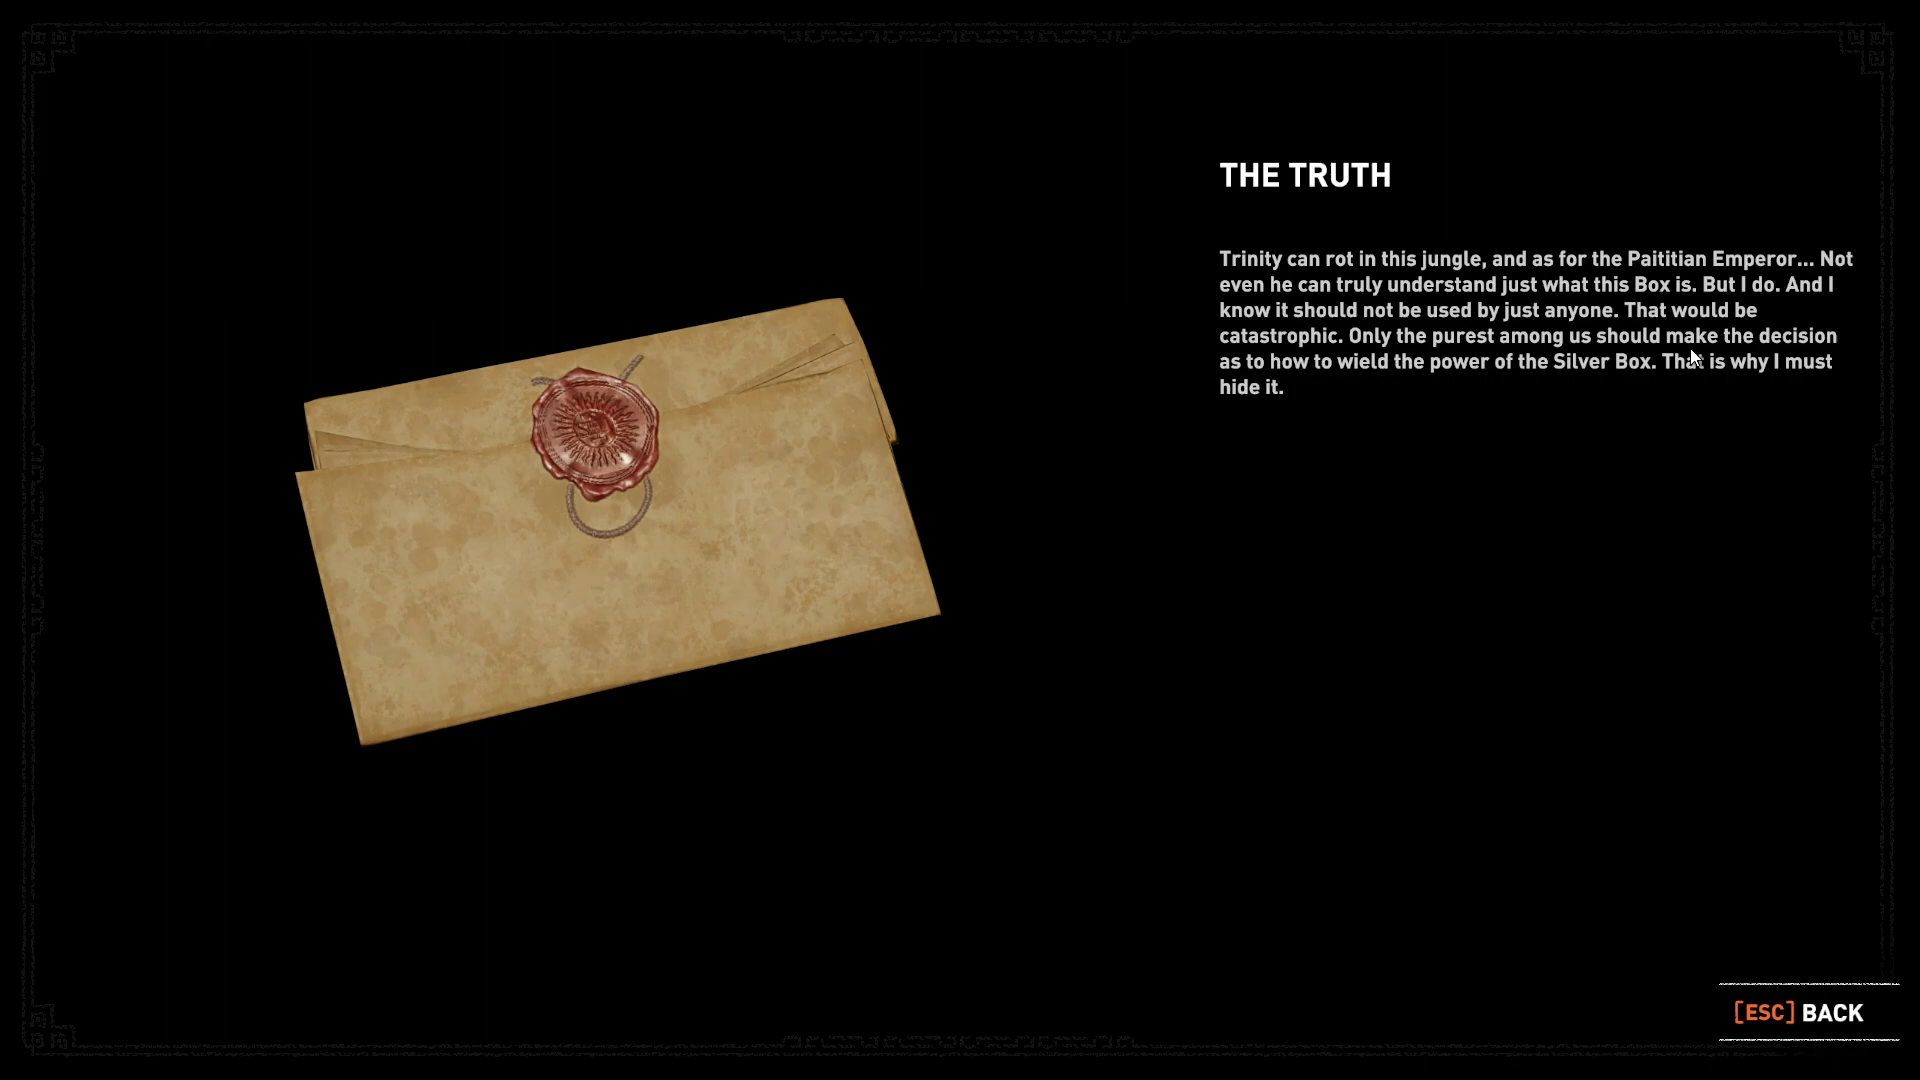 THE TRUTH
Trinity can rot in this jungle, and as for the Paititian Emperor... Not
even he can truly understand just what this Box is. But I do. And I
know it should not be used by just anyone. That would be
catastrophic. Only the purest among us should make the decision
as to how to wield the power of the Silver Box. That is why I must
hide it.
[ESC] BACK